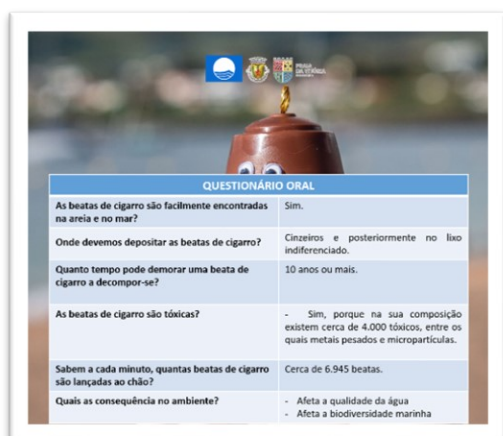 PRAIA
DA VITÓRIA
QUESTIONÁRIO ORAL
As beatas de cigarro são facilmente encontradas
na areia e no mar?
Sim.
Onde devemos depositar as beatas de cigarro?
Cinzeiros e posteriormente no lixo
indiferenciado.
Quanto tempo pode demorar uma beata de
cigarro a decompor-se?
10 anos ou mais.
As beatas de cigarro são tóxicas?
- Sim, porque na sua composição
existem cerca de 4.000 tóxicos, entre os
quais metais pesados e micropartículas.
Sabem a cada minuto, quantas beatas de cigarro
são lançadas ao chão?
Cerca de 6.945 beatas.
Quais as consequência no ambiente?
- Afeta a qualidade da água
- Afeta a biodiversidade marinha